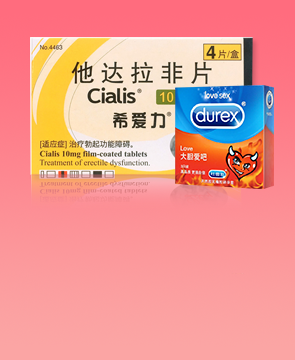 No 4463
4片/盒
他达拉非片
Cialis® 10
希爱力®
[适应症] 治疗勃起功能障碍。
Cialis 10mg film-coated tablets
Treatment of erectile dysfunction.
love sex
durex
Love
大胆爱吧